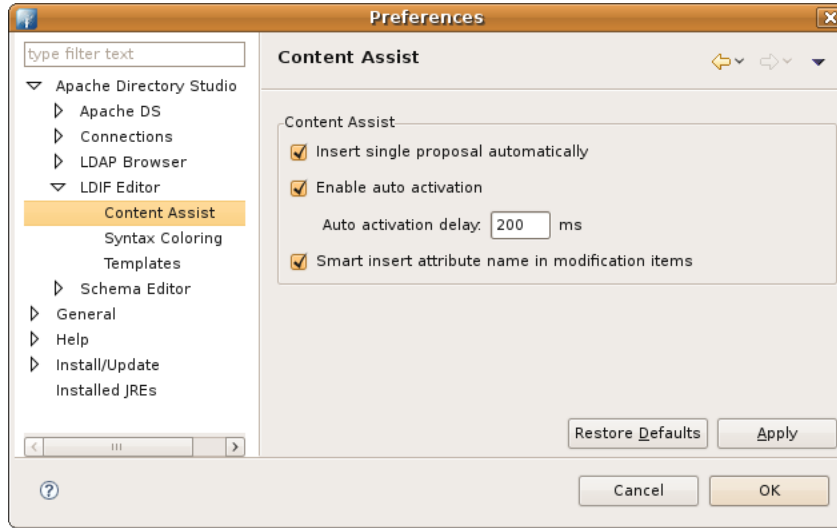 Preferences
type filter text
Apache Directory Studio
Apache DS
Connections
LDAP Browser
LDIF Editor
Content Assist
Syntax Coloring
Templates
Schema Editor
General
Help
Install/Update
Installed JREs
Content Assist
Content Assist
Insert single proposal automatically
Enable auto activation
Auto activation delay: 200 ms
Smart insert attribute name in modification items
Restore Defaults Apply
Cancel OK